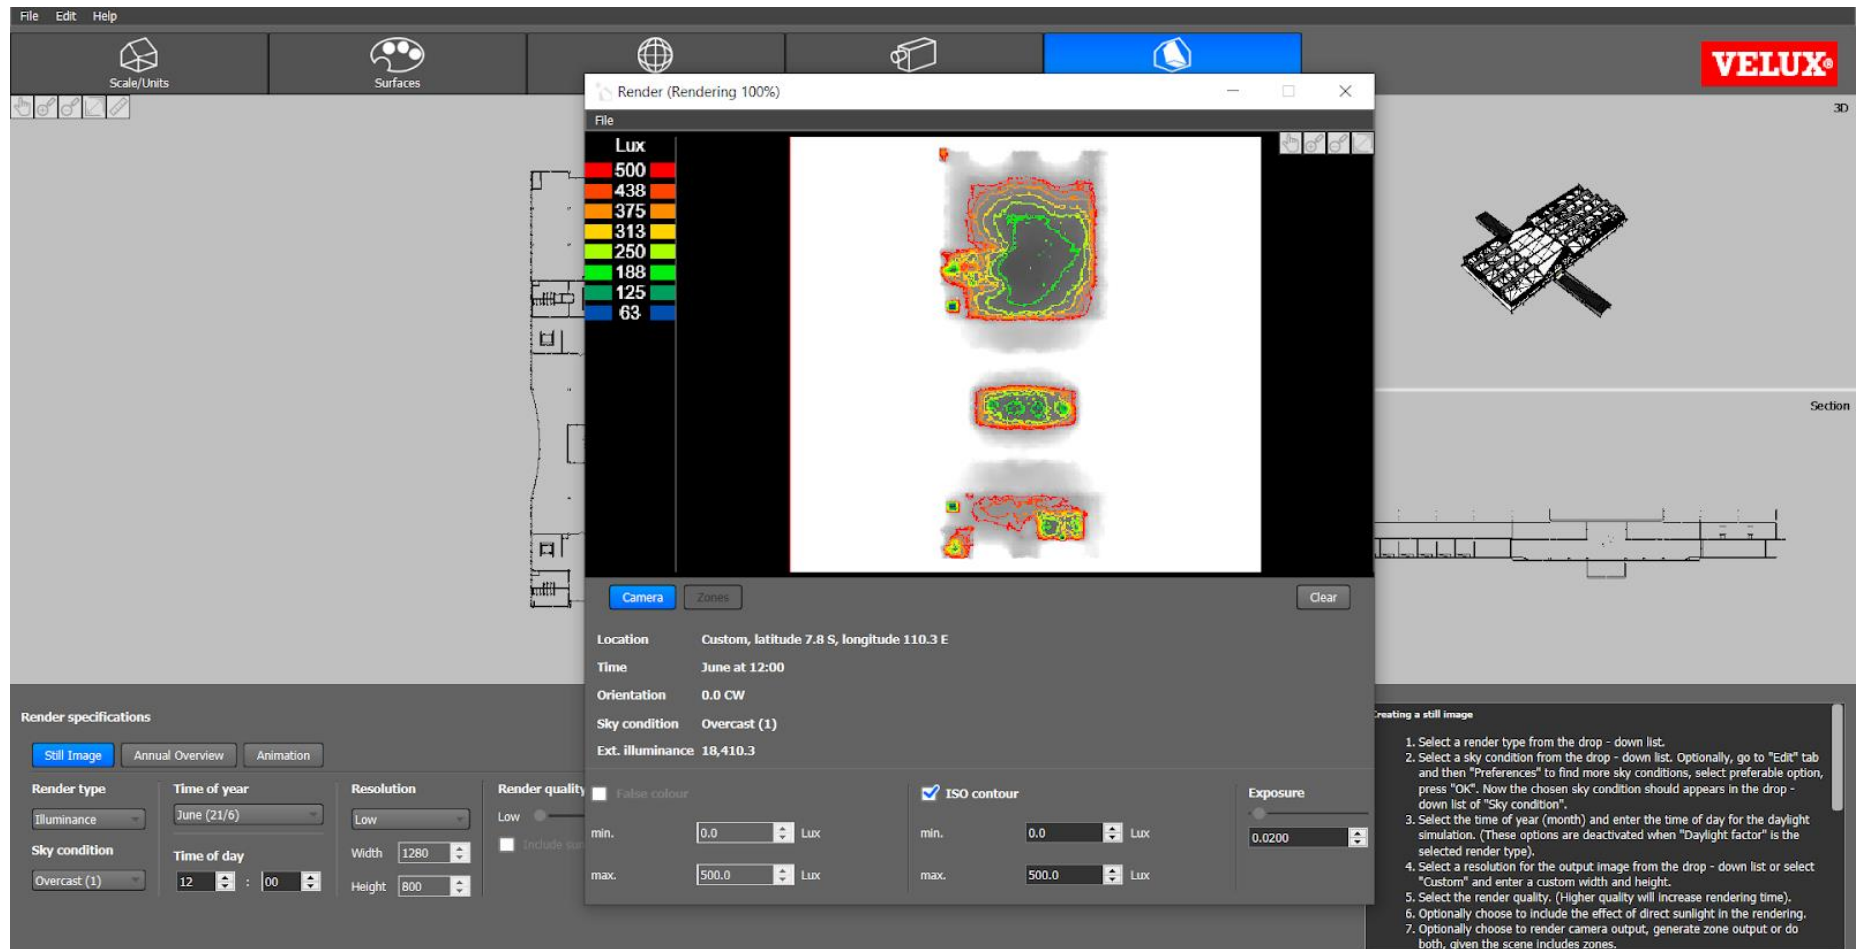 File Edit Help
Scale/Units
Surfaces
VELUX®
3D
Render (Rendering 100%)
File
Lux
500
438
375
313
250
188
125
63
Section
Camera Zones Clear
Location Custom, latitude 7.8 S, longitude 110.3 E
Time June at 12:00
Orientation 0.0 CW
Sky condition Overcast (1)
Ext. illuminance 18,410.3
False colour
min. 0.0 Lux
max. 500.0 Lux
ISO contour
min. 0.0 Lux
max. 500.0 Lux
Exposure
0.0200
Render specifications
Still Image Annual Overview Animation
Render type
Illuminance
Sky condition
Overcast (1)
Time of year
June (21/6)
Time of day
12 : 00
Resolution
Low
Width 1280
Height 800
Render quality
Low
Include sun
Creating a still image
1. Select a render type from the drop - down list.
2. Select a sky condition from the drop - down list. Optionally, go to "Edit" tab
and then "Preferences" to find more sky conditions, select preferable option,
press "OK". Now the chosen sky condition should appears in the drop -
down list of "Sky condition".
3. Select the time of year (month) and enter the time of day for the daylight
simulation. (These options are deactivated when "Daylight factor" is the
selected render type).
4. Select a resolution for the output image from the drop - down list or select
"Custom" and enter a custom width and height.
5. Select the render quality. (Higher quality will increase rendering time).
6. Optionally choose to include the effect of direct sunlight in the rendering.
7. Optionally choose to render camera output, generate zone output or do
both, given the scene includes zones.